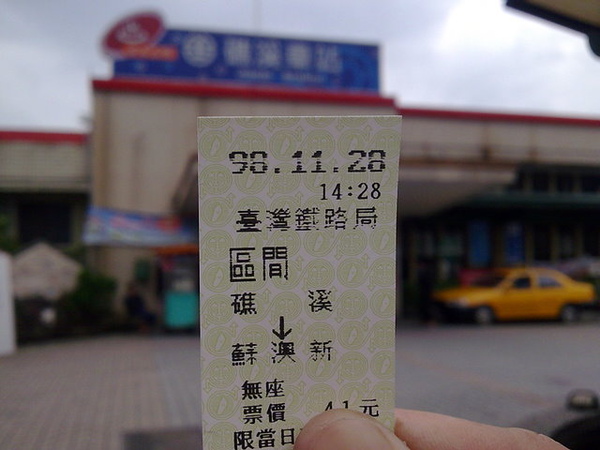 礁溪車站
98.11.28
14:28
臺灣鐵路局
區間
礁 溪
↓
蘇澳新
無座
票價 41元
限當日